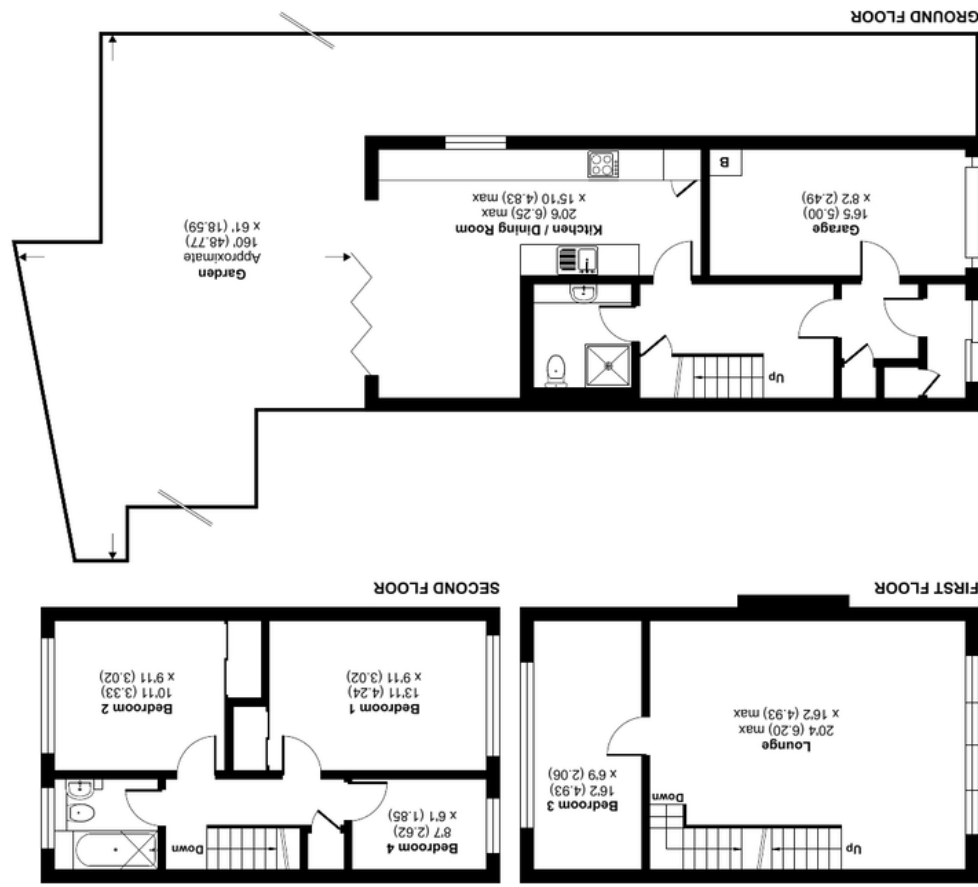 GROUND FLOOR
Garage
16'5 (5.00)
x 8'2 (2.49)
B
Kitchen / Dining Room
20'6 (6.25) max
x 15'10 (4.83) max
Garden
Approximate
160' (48.77)
x 61' (18.59)
Up
FIRST FLOOR
Lounge
20'4 (6.20) max
x 16'2 (4.93) max
Bedroom 3
16'2 (4.93)
x 6'9 (2.06)
Down
Up
SECOND FLOOR
Bedroom 1
13'11 (4.24)
x 9'11 (3.02)
Bedroom 2
10'11 (3.33)
x 9'11 (3.02)
Bedroom 4
8'7 (2.62)
x 6'1 (1.85)
Down